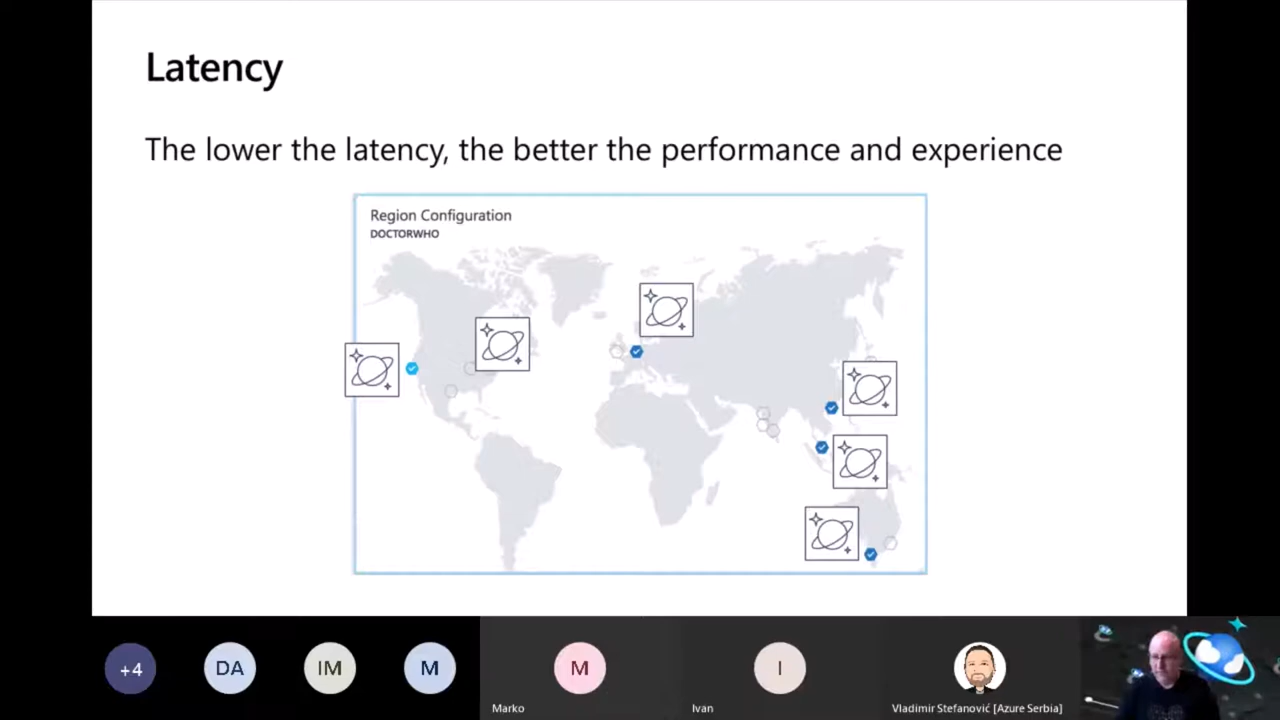 Latency
The lower the latency, the better the performance and experience
Region Configuration
DOCTORWHO
+4
DA
IM
M
M
I
Marko
Ivan
Vladimir Stefanović [Azure Serbia]